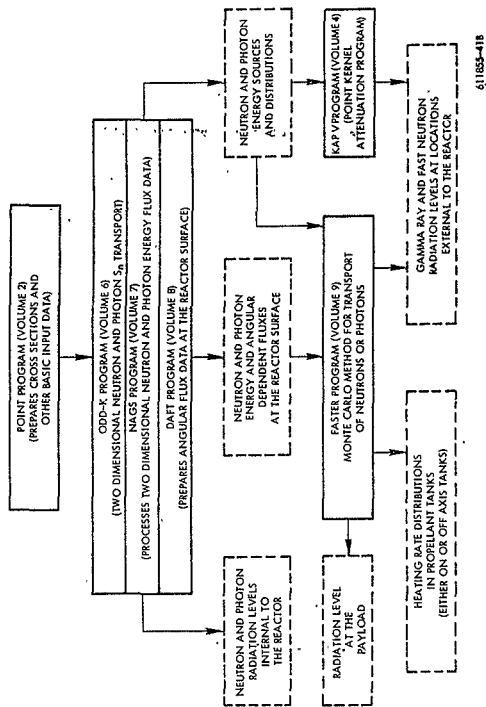 POINT PROGRAM (VOLUME 2)
(PREPARES CROSS SECTIONS AND
OTHER BASIC INPUT DATA)
ODD-K PROGRAM (VOLUME 6)
(TWO DIMENSIONAL NEUTRON AND PHOTON Sn TRANSPORT)
NAGS PROGRAM (VOLUME 7)
(PROCESSES TWO DIMENSIONAL NEUTRON AND PHOTON ENERGY FLUX DATA)
DAFT PROGRAM (VOLUME 8)
(PREPARES ANGULAR FLUX DATA AT THE REACTOR SURFACE)
NEUTRON AND PHOTON
RADIATION LEVELS
INTERNAL TO
THE REACTOR
NEUTRON AND PHOTON
ENERGY AND ANGULAR
DEPENDENT FLUXES
AT THE REACTOR SURFACE
NEUTRON AND PHOTON
ENERGY SOURCES
AND DISTRIBUTIONS
RADIATION LEVEL
AT THE
PAYLOAD
FASTER PROGRAM (VOLUME 9)
MONTE CARLO METHOD FOR TRANSPORT
OF NEUTRONS OR PHOTONS
KAP V PROGRAM (VOLUME 4)
(POINT KERNEL
ATTENUATION PROGRAM)
HEATING RATE DISTRIBUTIONS
IN PROPELLANT TANKS
(EITHER ON OR OFF AXIS TANKS)
GAMMA RAY AND FAST NEUTRON
RADIATION LEVELS AT LOCATIONS
EXTERNAL TO THE REACTOR
611855-41B